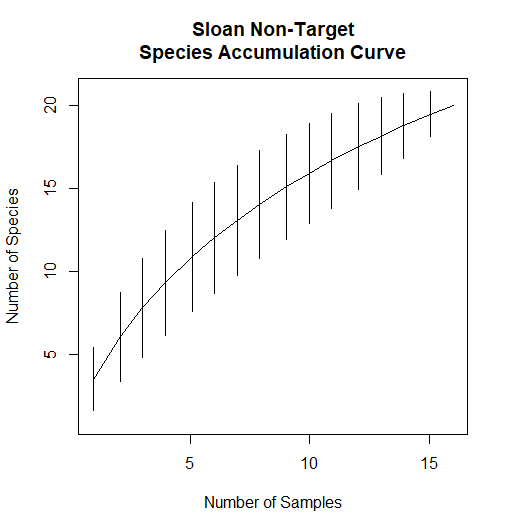 Sloan Non-Target
Species Accumulation Curve
Number of Species
20
15
10
5
5 10 15
Number of Samples